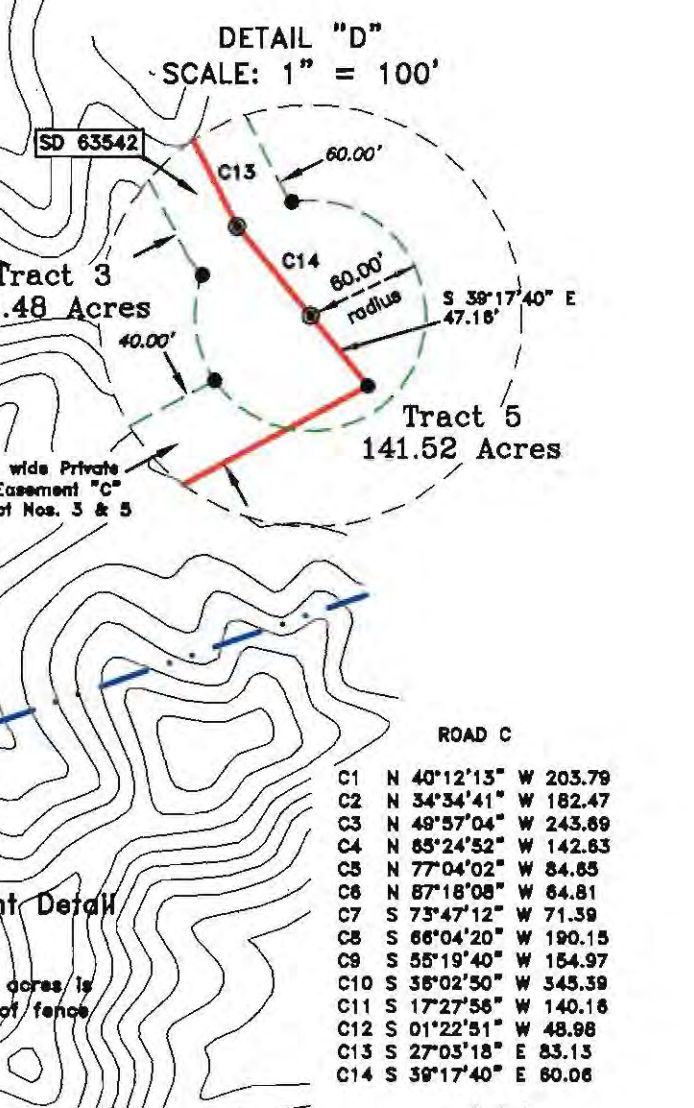 DETAIL "D"
SCALE: 1" = 100'
SD 63542
C13
60.00'
C14
60.00'
radius
S 39°17'40" E
47.16'
Tract 3
.48 Acres
40.00'
Tract 5
141.52 Acres
wide Private
Easement "C"
Nos. 3 & 5
ROAD C
C1 N 40°12'13" W 203.79
C2 N 34°34'41" W 182.47
C3 N 49°57'04" W 243.69
C4 N 65°24'52" W 142.63
C5 N 77°04'02" W 84.65
C6 N 87°18'08" W 64.81
C7 S 73°47'12" W 71.39
C8 S 66°04'20" W 190.15
C9 S 55°19'40" W 154.97
C10 S 36°02'50" W 345.39
C11 S 17°27'56" W 140.16
C12 S 01°22'51" W 48.98
C13 S 27°03'18" E 83.13
C14 S 39°17'40" E 60.06
Detail
acres is
of fence